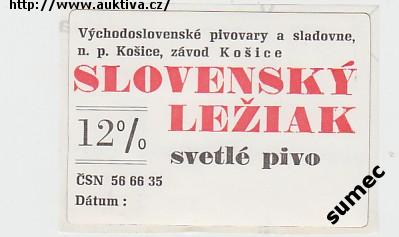 http://www.auktiva.cz/
Východoslovenské pivovary a sladovne,
n. p. Košice, závod Košice
SLOVENSKÝ
LEŽIAK
12%
svetlé pivo
ČSN 56 66 35
Dátum :
sumec